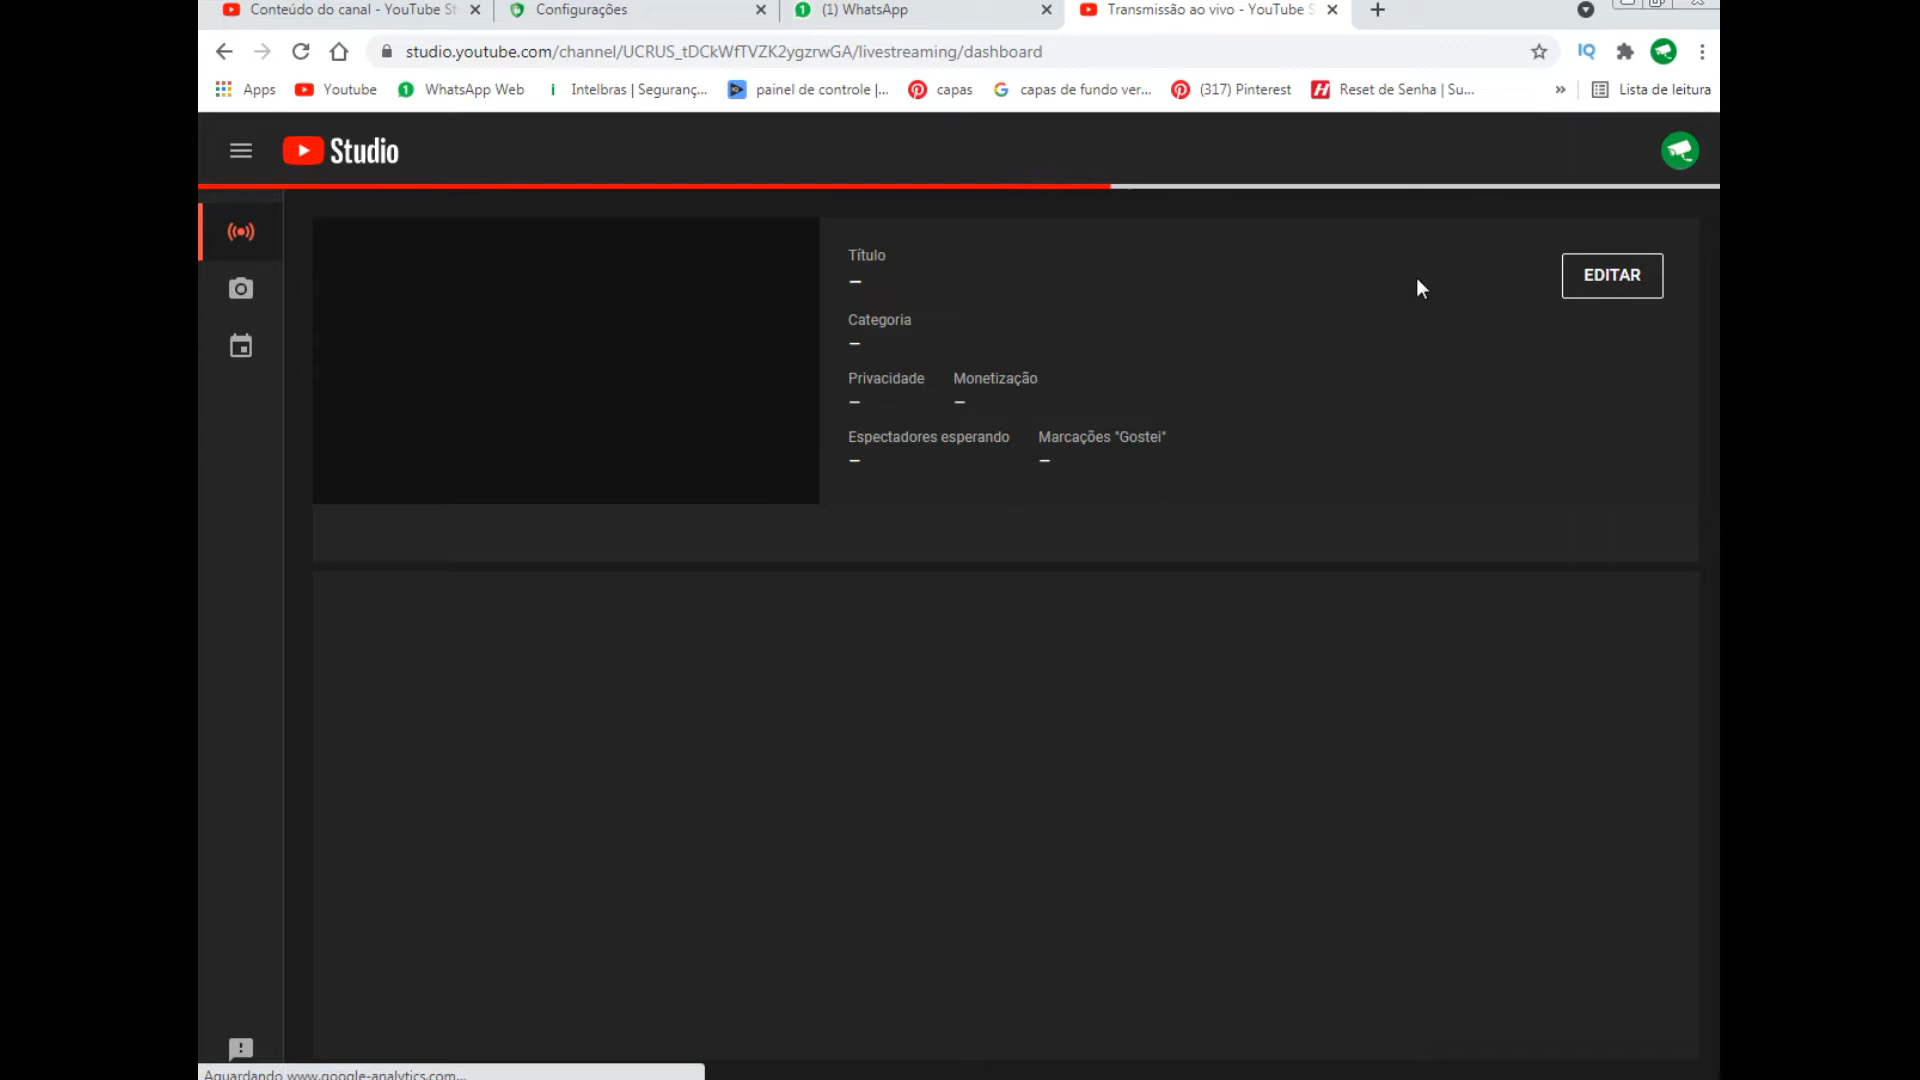 Conteúdo do canal - YouTube St
Configurações
(1) WhatsApp
Transmissão ao vivo - YouTube S
studio.youtube.com/channel/UCRUS_tDCkWfTVZK2ygzrwGA/livestreaming/dashboard
IQ
Apps
Youtube
WhatsApp Web
Intelbras | Seguranç...
painel de controle |...
capas
capas de fundo ver...
(317) Pinterest
Reset de Senha | Su...
»
Lista de leitura
Studio
Título
–
EDITAR
Categoria
–
Privacidade
Monetização
–
–
Espectadores esperando
Marcações "Gostei"
–
–
Aguardando www.google-analytics.com...